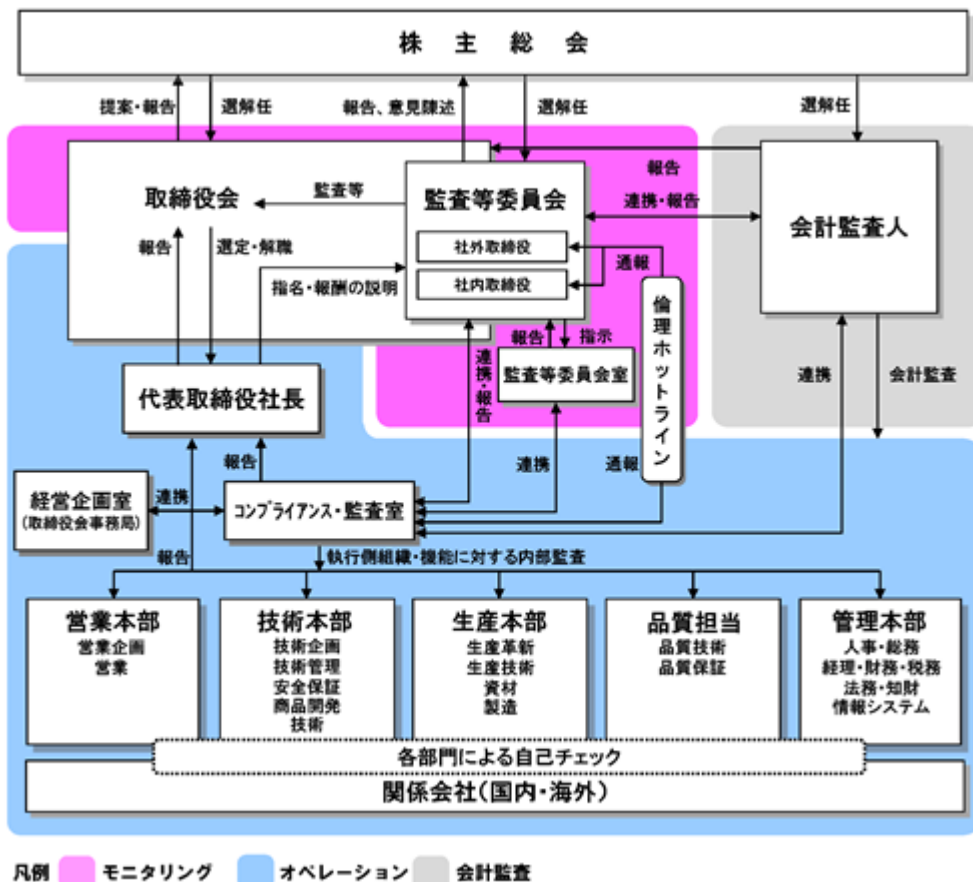 株主総会
提案・報告
選解任
報告、意見陳述
選解任
選解任
取締役会
監査等
監査等委員会
社外取締役
社内取締役
報告
連携・報告
会計監査人
報告
選定・解職
指名・報酬の説明
通報
倫理ホットライン
報告
指示
監査等委員会室
連携・報告
連携
会計監査
代表取締役社長
報告
連携
通報
経営企画室
(取締役会事務局)
連携
コンプライアンス・監査室
報告
執行側組織・機能に対する内部監査
営業本部
営業企画
営業
技術本部
技術企画
技術管理
安全保証
商品開発
技術
生産本部
生産革新
生産技術
資材
製造
品質担当
品質技術
品質保証
管理本部
人事・総務
経理・財務・税務
法務・知財
情報システム
各部門による自己チェック
関係会社(国内・海外)
凡例
モニタリング
オペレーション
会計監査